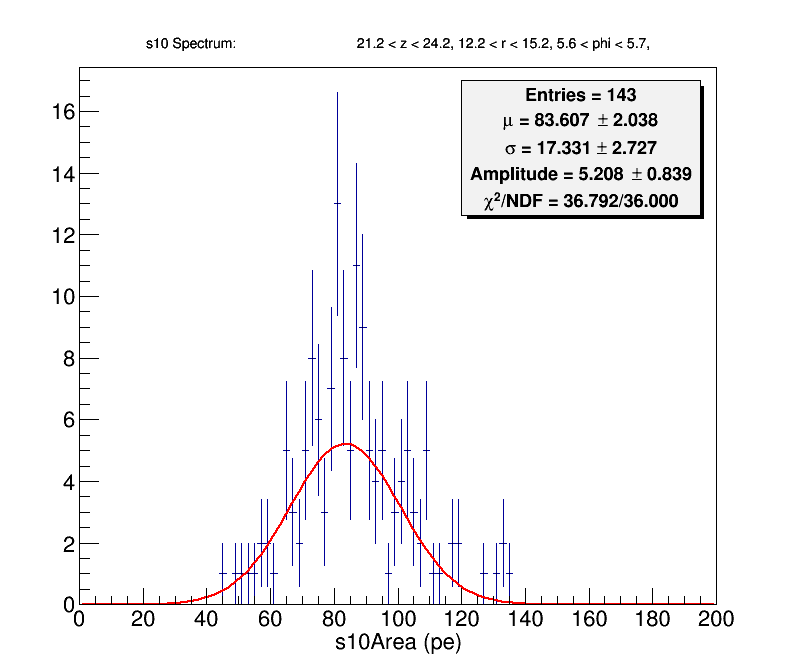 s10 Spectrum: 21.2 < z < 24.2, 12.2 < r < 15.2, 5.6 < phi < 5.7,
Entries = 143
μ = 83.607 ± 2.038
σ = 17.331 ± 2.727
Amplitude = 5.208 ± 0.839
χ²/NDF = 36.792/36.000
16
14
12
10
8
6
4
2
0
0 20 40 60 80 100 120 140 160 180 200
s10Area (pe)